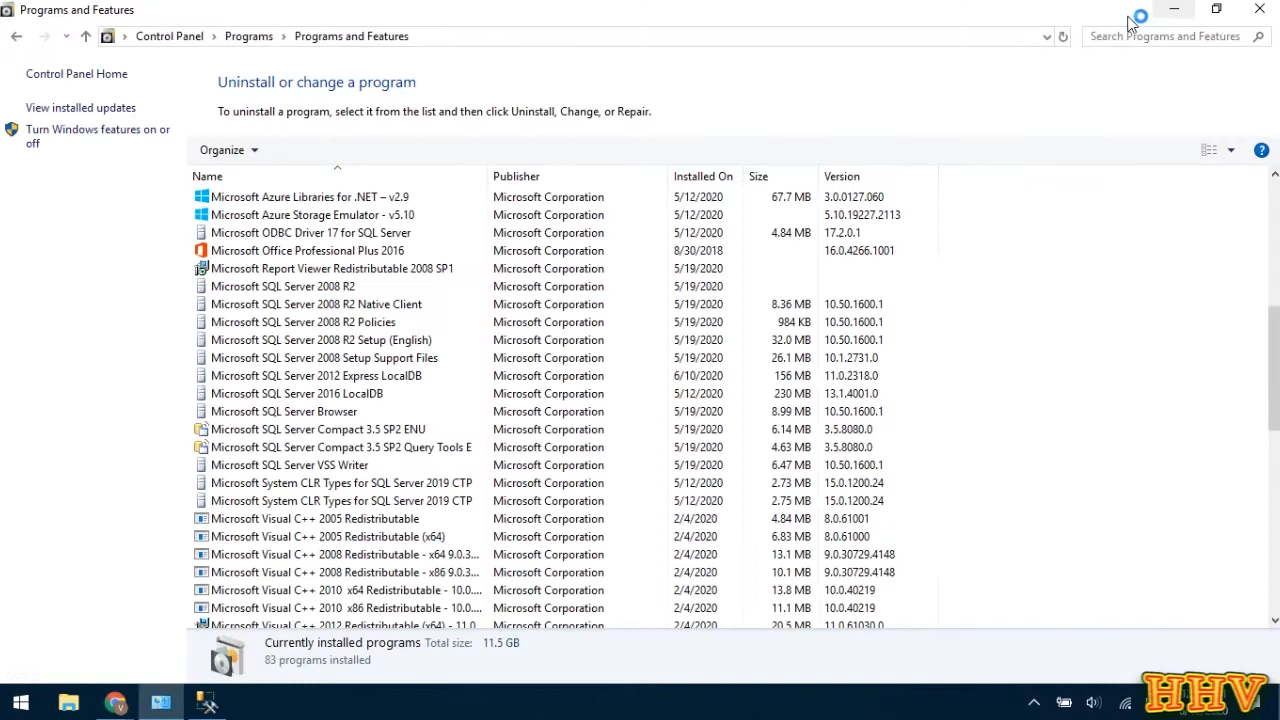 Programs and Features
Control Panel > Programs > Programs and Features
Search Programs and Features
Control Panel Home
View installed updates
Turn Windows features on or
off
Uninstall or change a program
To uninstall a program, select it from the list and then click Uninstall, Change, or Repair.
Organize
Name Publisher Installed On Size Version
Microsoft Azure Libraries for .NET – v2.9 Microsoft Corporation 5/12/2020 67.7 MB 3.0.0127.060
Microsoft Azure Storage Emulator - v5.10 Microsoft Corporation 5/12/2020 5.10.19227.2113
Microsoft ODBC Driver 17 for SQL Server Microsoft Corporation 5/12/2020 4.84 MB 17.2.0.1
Microsoft Office Professional Plus 2016 Microsoft Corporation 8/30/2018 16.0.4266.1001
Microsoft Report Viewer Redistributable 2008 SP1 Microsoft Corporation 5/19/2020
Microsoft SQL Server 2008 R2 Microsoft Corporation 5/19/2020
Microsoft SQL Server 2008 R2 Native Client Microsoft Corporation 5/19/2020 8.36 MB 10.50.1600.1
Microsoft SQL Server 2008 R2 Policies Microsoft Corporation 5/19/2020 984 KB 10.50.1600.1
Microsoft SQL Server 2008 R2 Setup (English) Microsoft Corporation 5/19/2020 32.0 MB 10.50.1600.1
Microsoft SQL Server 2008 Setup Support Files Microsoft Corporation 5/19/2020 26.1 MB 10.1.2731.0
Microsoft SQL Server 2012 Express LocalDB Microsoft Corporation 6/10/2020 156 MB 11.0.2318.0
Microsoft SQL Server 2016 LocalDB Microsoft Corporation 5/12/2020 230 MB 13.1.4001.0
Microsoft SQL Server Browser Microsoft Corporation 5/19/2020 8.99 MB 10.50.1600.1
Microsoft SQL Server Compact 3.5 SP2 ENU Microsoft Corporation 5/19/2020 6.14 MB 3.5.8080.0
Microsoft SQL Server Compact 3.5 SP2 Query Tools E Microsoft Corporation 5/19/2020 4.63 MB 3.5.8080.0
Microsoft SQL Server VSS Writer Microsoft Corporation 5/19/2020 6.47 MB 10.50.1600.1
Microsoft System CLR Types for SQL Server 2019 CTP Microsoft Corporation 5/12/2020 2.73 MB 15.0.1200.24
Microsoft System CLR Types for SQL Server 2019 CTP Microsoft Corporation 5/12/2020 2.75 MB 15.0.1200.24
Microsoft Visual C++ 2005 Redistributable Microsoft Corporation 2/4/2020 4.84 MB 8.0.61001
Microsoft Visual C++ 2005 Redistributable (x64) Microsoft Corporation 2/4/2020 6.83 MB 8.0.61000
Microsoft Visual C++ 2008 Redistributable - x64 9.0.3... Microsoft Corporation 2/4/2020 13.1 MB 9.0.30729.4148
Microsoft Visual C++ 2008 Redistributable - x86 9.0.3... Microsoft Corporation 2/4/2020 10.1 MB 9.0.30729.4148
Microsoft Visual C++ 2010 x64 Redistributable - 10.0.... Microsoft Corporation 2/4/2020 13.8 MB 10.0.40219
Microsoft Visual C++ 2010 x86 Redistributable - 10.0.... Microsoft Corporation 2/4/2020 11.1 MB 10.0.40219
Microsoft Visual C++ 2012 Redistributable (x64) - 11.0 Microsoft Corporation 2/4/2020 20.5 MB 11.0.61030.0
Currently installed programs Total size: 11.5 GB
83 programs installed
HHV